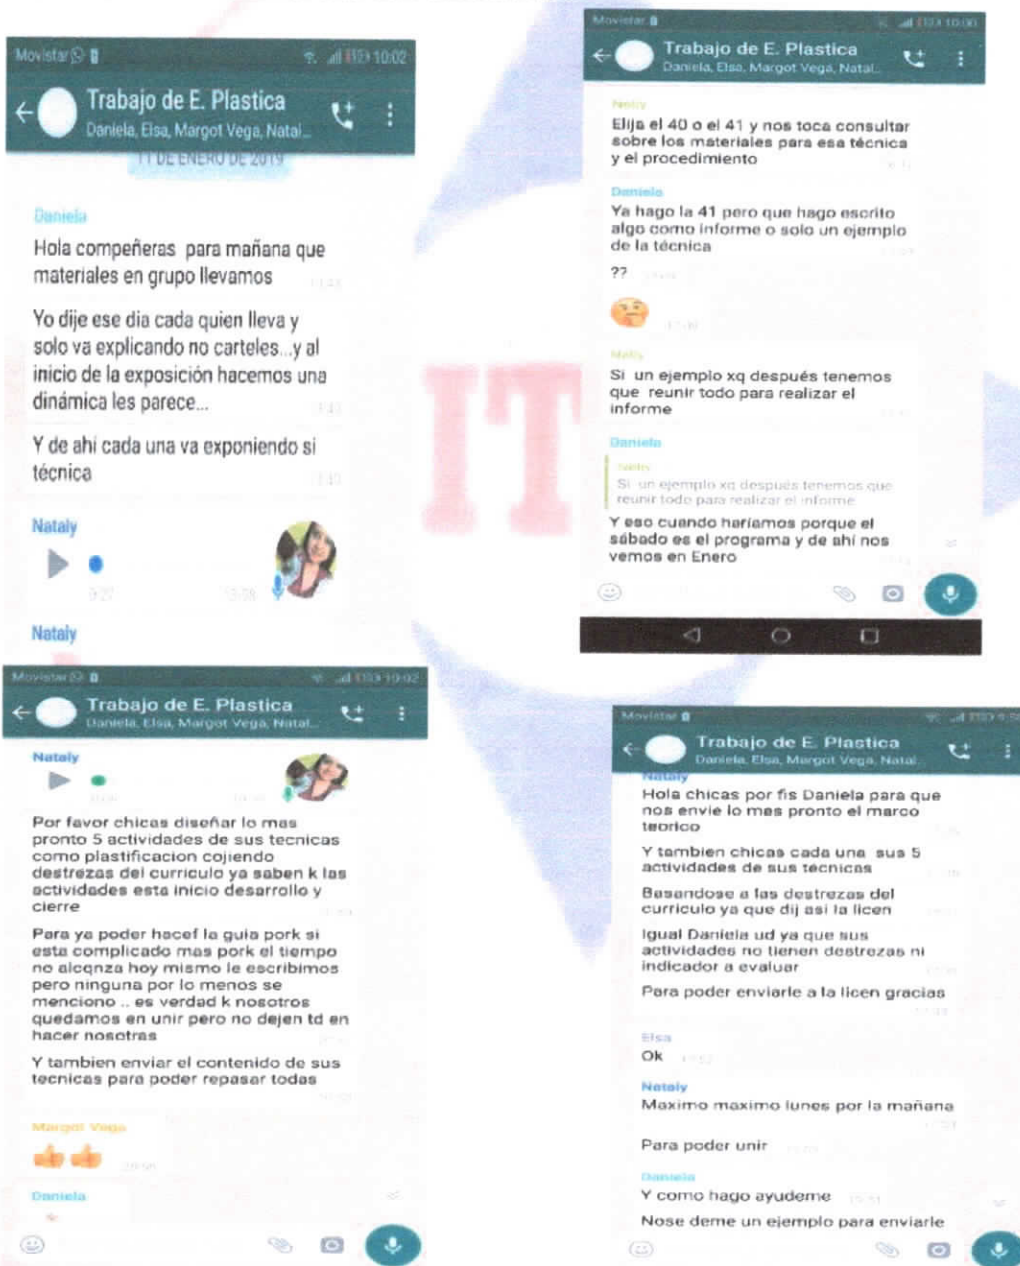 Movistar
10:02
Trabajo de E. Plastica
Daniela, Elsa, Margot Vega, Natal...
11 DE ENERO DE 2019
Daniela
Hola compeñeras para mañana que
materiales en grupo llevamos
Yo dije ese dia cada quien lleva y
solo va explicando no carteles...y al
inicio de la exposición hacemos una
dinámica les parece...
Y de ahi cada una va exponiendo si
técnica
Nataly
Nataly
Movistar
Trabajo de E. Plastica
Daniela, Elsa, Margot Vega, Natal...
Elija el 40 o el 41 y nos toca consultar
sobre los materiales para esa técnica
y el procedimiento
Daniela
Ya hago la 41 pero que hago escrito
algo como informe o solo un ejemplo
de la técnica
??
Si un ejemplo xq después tenemos
que reunir todo para realizar el
informe
Daniela
Si un ejemplo xq después tenemos que
reunir todo para realizar el informe
Y eso cuando haríamos porque el
sábado es el programa y de ahí nos
vemos en Enero
IT
Movistar
10:02
Trabajo de E. Plastica
Daniela, Elsa, Margot Vega, Natal...
Nataly
Por favor chicas diseñar lo mas
pronto 5 actividades de sus tecnicas
como plastificacion cojiendo
destrezas del curriculo ya saben k las
actividades esta inicio desarrollo y
cierre
Para ya poder hacef la guia pork si
esta complicado mas pork el tiempo
no alcqnza hoy mismo le escribimos
pero ninguna por lo menos se
menciono .. es verdad k nosotros
quedamos en unir pero no dejen td en
hacer nosotras
Y tambien enviar el contenido de sus
tecnicas para poder repasar todas
Margot Vega
Daniela
Movistar
Trabajo de E. Plastica
Daniela, Elsa, Margot Vega, Natal...
Nataly
Hola chicas por fis Daniela para que
nos envie lo mas pronto el marco
teorico
Y tambien chicas cada una sus 5
actividades de sus tecnicas
Basandose a las destrezas del
curriculo ya que dij asi la licen
Igual Daniela ud ya que sus
actividades no tienen destrezas ni
indicador a evaluar
Para poder enviarle a la licen gracias
Elsa
Ok
Nataly
Maximo maximo lunes por la mañana
Para poder unir
Daniela
Y como hago ayudeme
Nose deme un ejemplo para enviarle